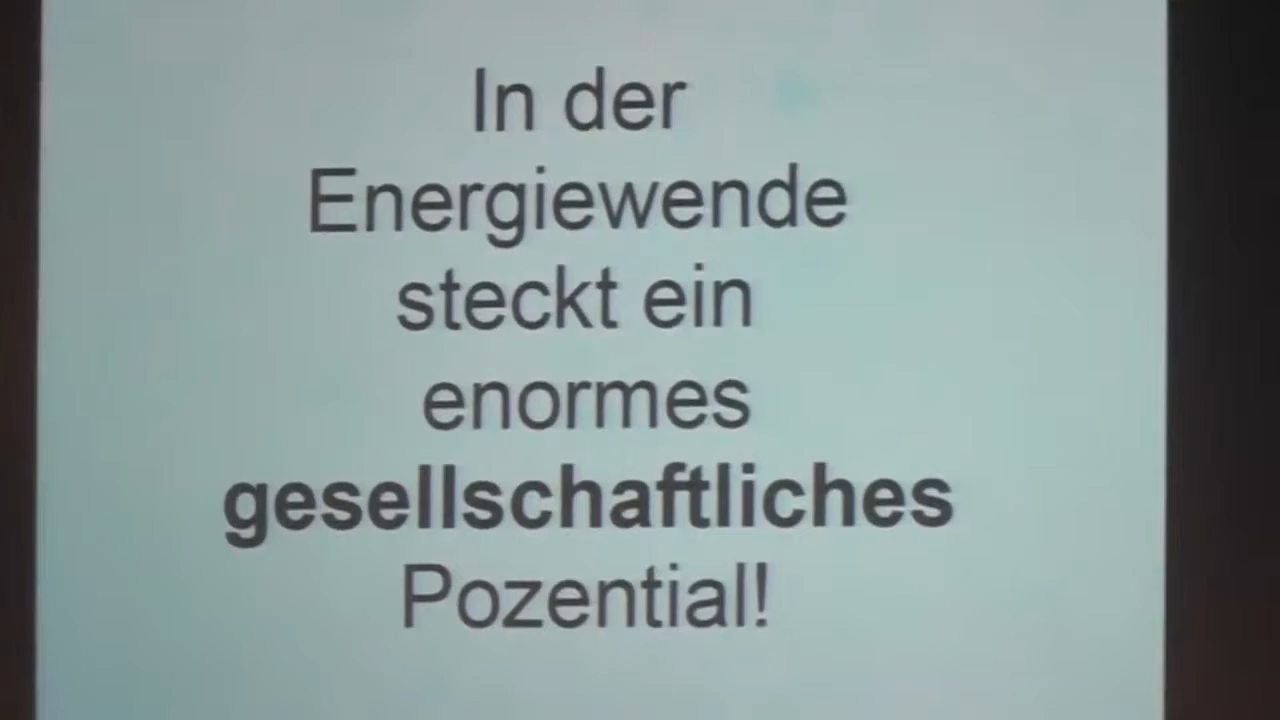 In der
Energiewende
steckt ein
enormes
gesellschaftliches
Pozential!